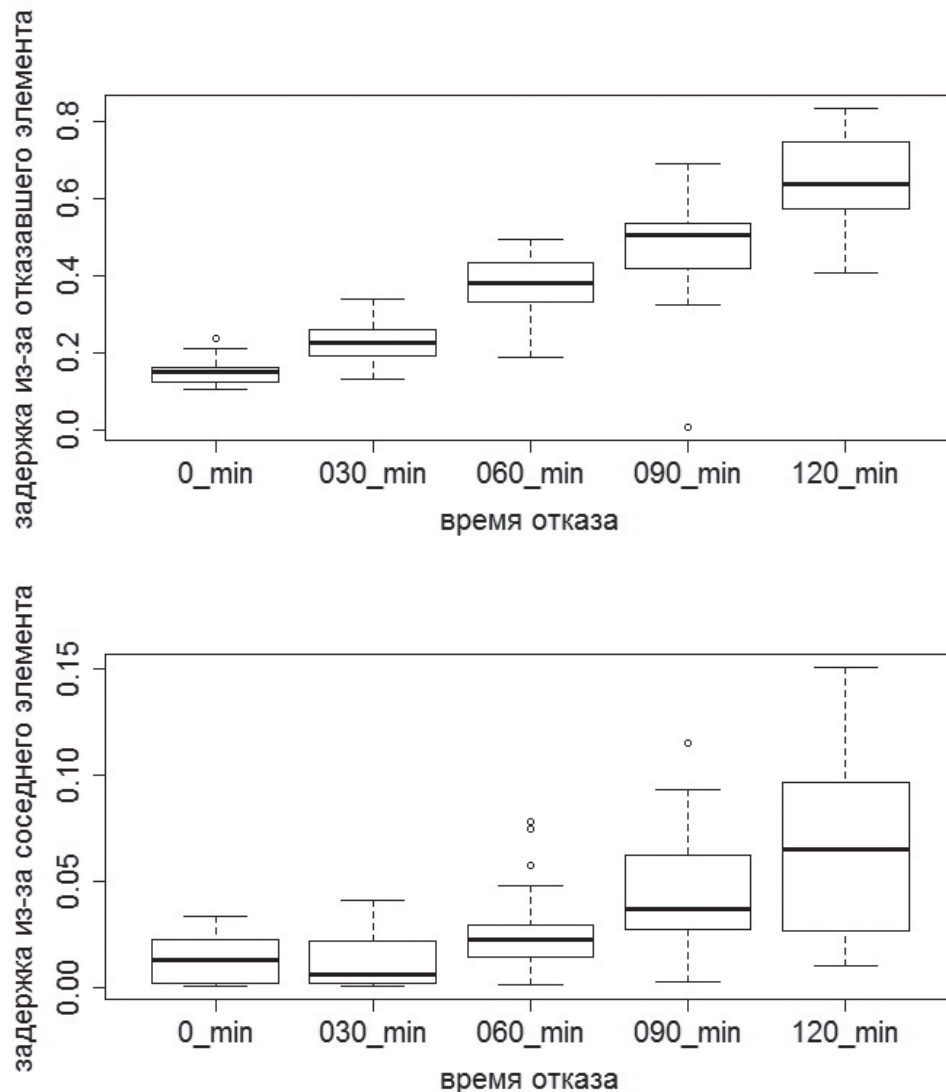 задержка из-за отказавшего элемента
0.8
0.6
0.4
0.2
0.0
0_min 030_min 060_min 090_min 120_min
время отказа
задержка из-за соседнего элемента
0.15
0.10
0.05
0.00
0_min 030_min 060_min 090_min 120_min
время отказа